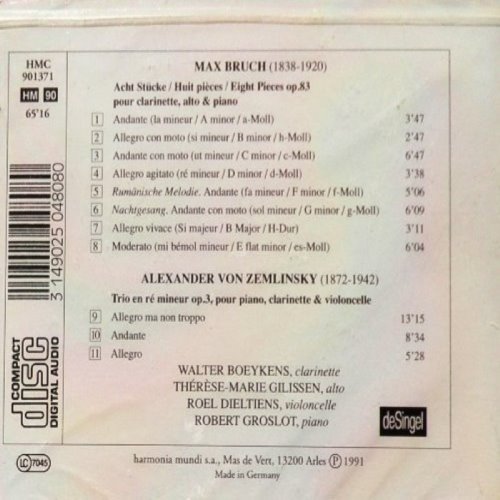 HMC
901371
HM 90
65'16
3 149025 048080
COMPACT
disc
DIGITAL AUDIO
LC 7045
MAX BRUCH (1838-1920)
Acht Stücke / Huit pièces / Eight Pieces op.83
pour clarinette, alto & piano
1 Andante (la mineur / A minor / a-Moll) 3'47
2 Allegro con moto (si mineur / B minor / h-Moll) 2'47
3 Andante con moto (ut mineur / C minor / c-Moll) 6'47
4 Allegro agitato (ré mineur / D minor / d-Moll) 3'38
5 Rumänische Melodie. Andante (fa mineur / F minor / f-Moll) 5'06
6 Nachtgesang. Andante con moto (sol mineur / G minor / g-Moll) 6'09
7 Allegro vivace (Si majeur / B Major / H-Dur) 3'11
8 Moderato (mi bémol mineur / E flat minor / es-Moll) 6'04
ALEXANDER VON ZEMLINSKY (1872-1942)
Trio en ré mineur op.3, pour piano, clarinette & violoncelle
9 Allegro ma non troppo 13'15
10 Andante 8'34
11 Allegro 5'28
WALTER BOEYKENS, clarinette
THÉRÈSE-MARIE GILISSEN, alto
ROEL DIELTIENS, violoncelle
ROBERT GROSLOT, piano
deSingel
harmonia mundi s.a., Mas de Vert, 13200 Arles Ⓟ 1991
Made in Germany